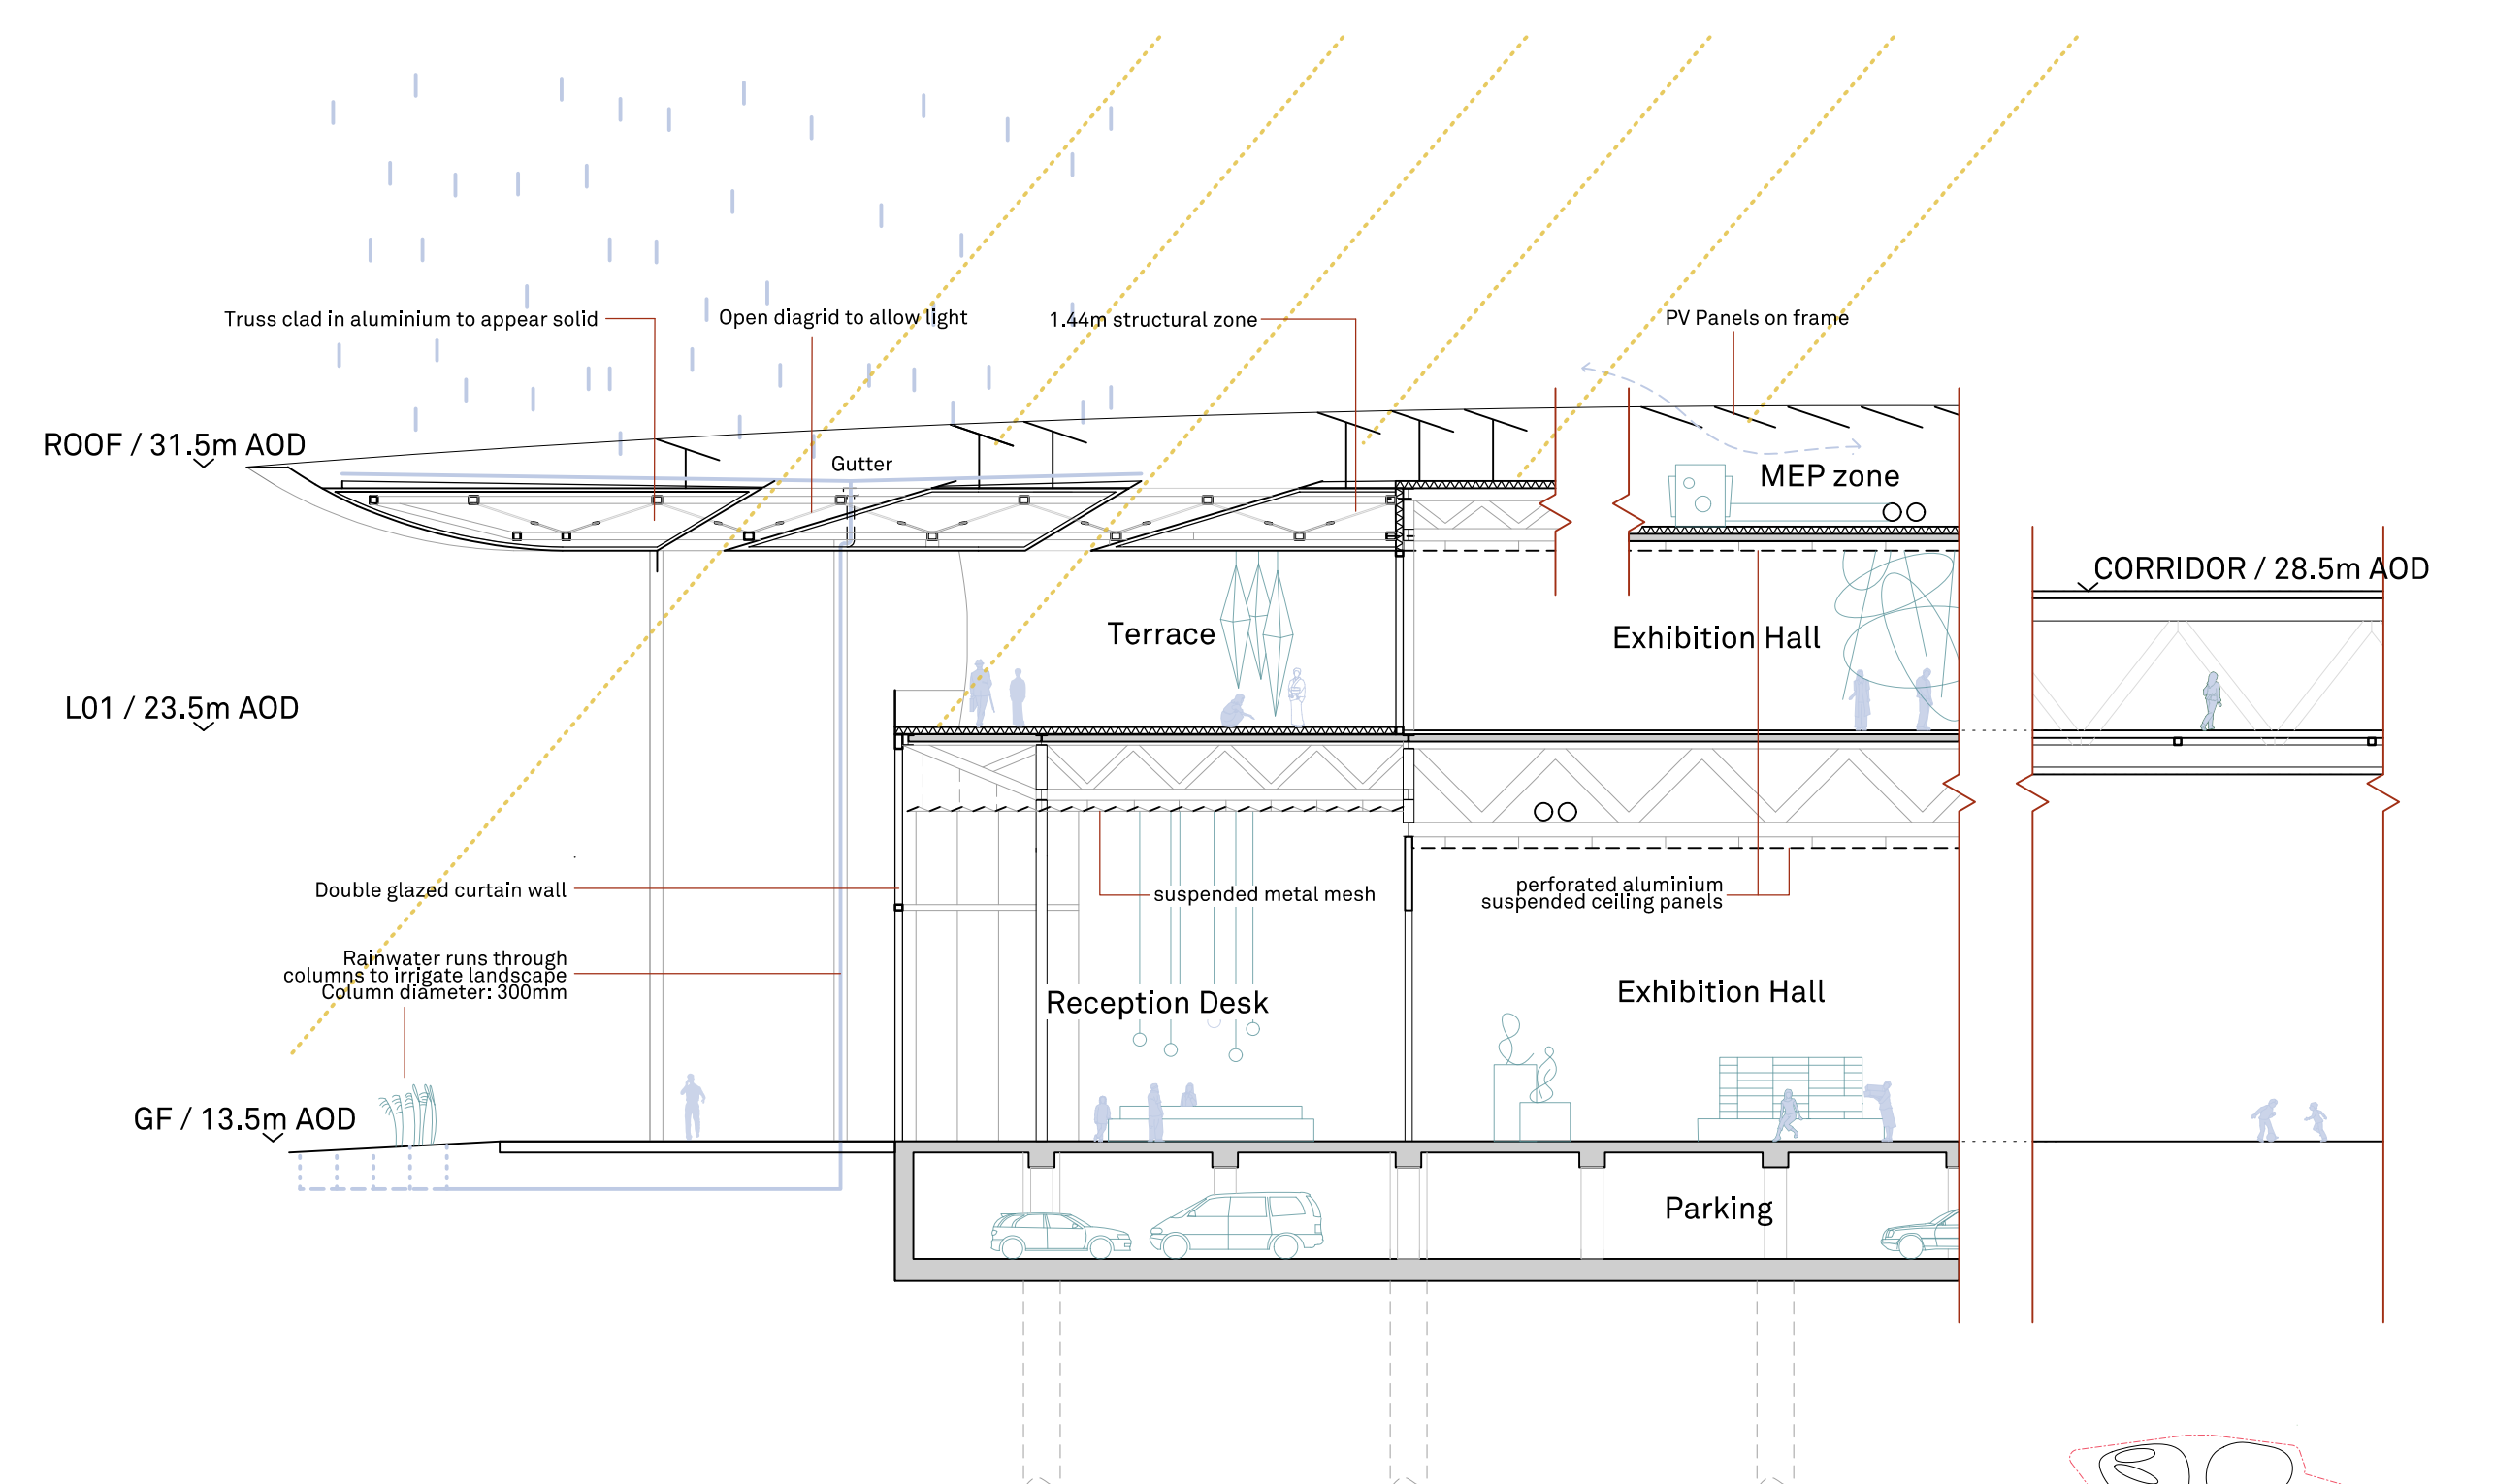 Truss clad in aluminium to appear solid
Open diagrid to allow light
1.44m structural zone
PV Panels on frame
ROOF / 31.5m AOD
Gutter
MEP zone
CORRIDOR / 28.5m AOD
Terrace
Exhibition Hall
L01 / 23.5m AOD
Double glazed curtain wall
suspended metal mesh
perforated aluminium
suspended ceiling panels
Rainwater runs through
columns to irrigate landscape
Column diameter: 300mm
Reception Desk
Exhibition Hall
GF / 13.5m AOD
Parking